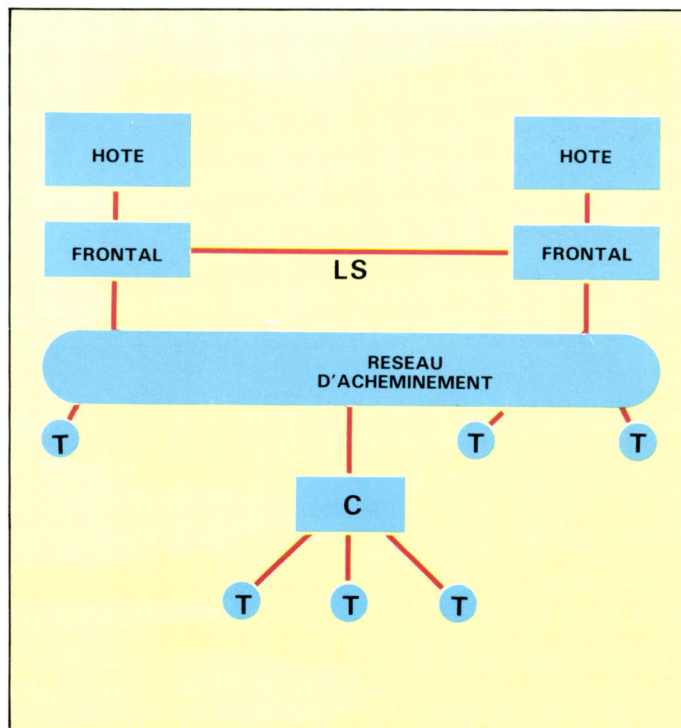 HOTE
HOTE
FRONTAL
FRONTAL
LS
RESEAU
D'ACHEMINEMENT
T
T
T
C
T
T
T